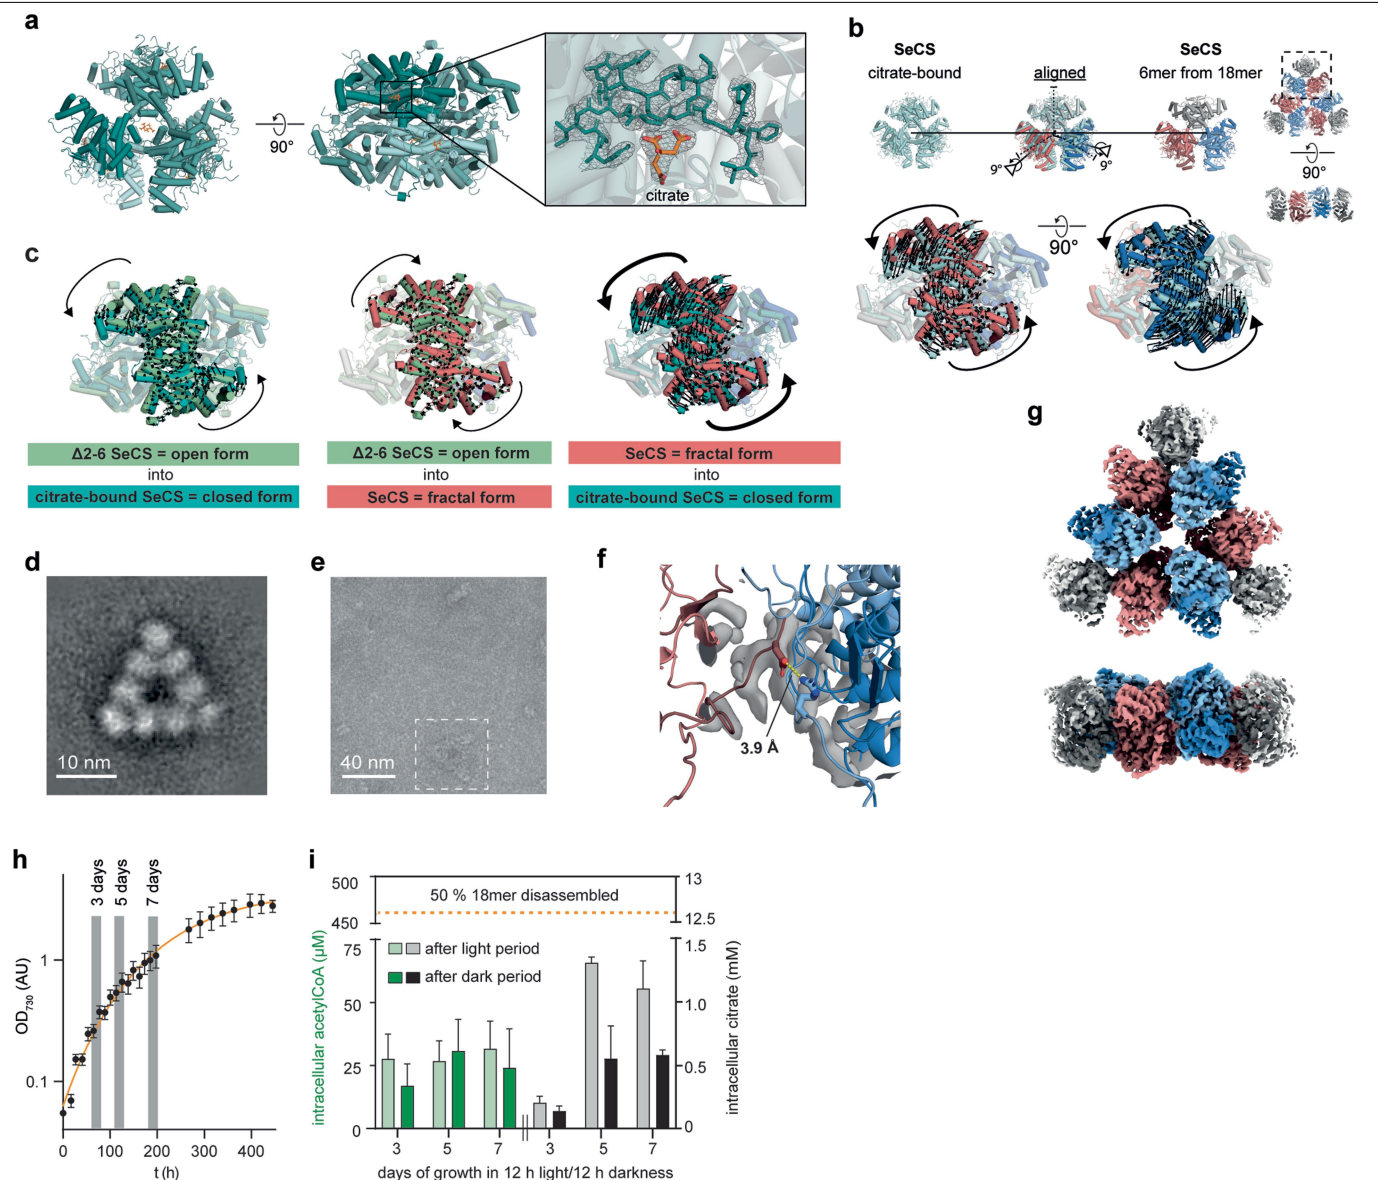 a
90°
citrate
b
SeCS
citrate-bound
aligned
SeCS
6mer from 18mer
9°
9°
90°
90°
c
Δ2-6 SeCS = open form
into
citrate-bound SeCS = closed form
Δ2-6 SeCS = open form
into
SeCS = fractal form
SeCS = fractal form
into
citrate-bound SeCS = closed form
d
10 nm
e
40 nm
f
3.9 Å
g
h
3 days
5 days
7 days
OD730 (AU)
1
0.1
0
100
200
300
400
t (h)
i
500
450
75
50
25
0
intracellular acetylCoA (µM)
50 % 18mer disassembled
after light period
after dark period
13
12.5
1.5
1.0
0.5
0
intracellular citrate (mM)
3
5
7
3
5
7
days of growth in 12 h light/12 h darkness